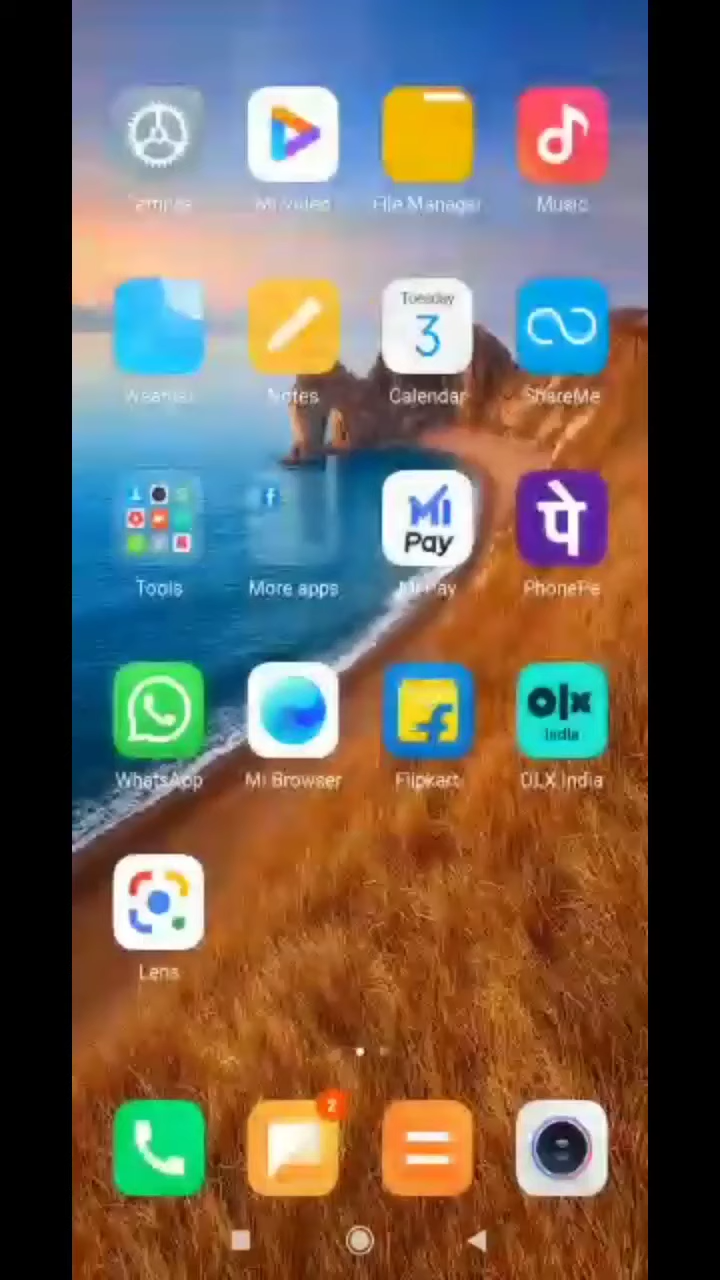 File Manager
Music
Tuesday
3
Notes
Calendar
ShareMe
Tools
More apps
Mi Pay
Mi Pay
पे
PhonePe
WhatsApp
Mi Browser
Flipkart
olx
India
OLX India
Lens
2